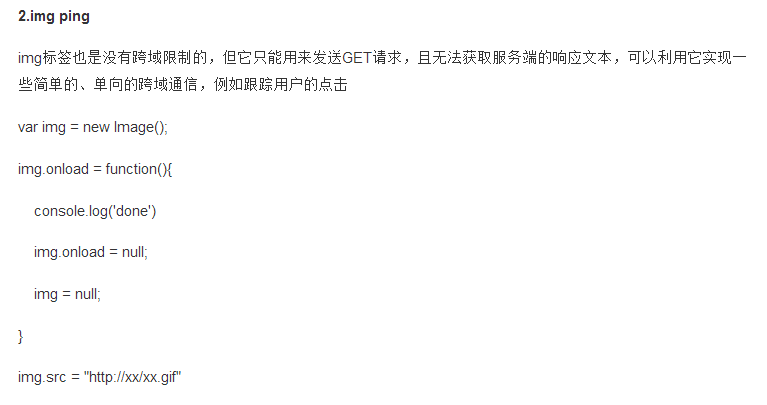 2.img ping
img标签也是没有跨域限制的，但它只能用来发送GET请求，且无法获取服务端的响应文本，可以利用它实现一
些简单的、单向的跨域通信，例如跟踪用户的点击
var img = new Image();
img.onload = function(){
    console.log('done')
    img.onload = null;
    img = null;
}
img.src = "http://xx/xx.gif"